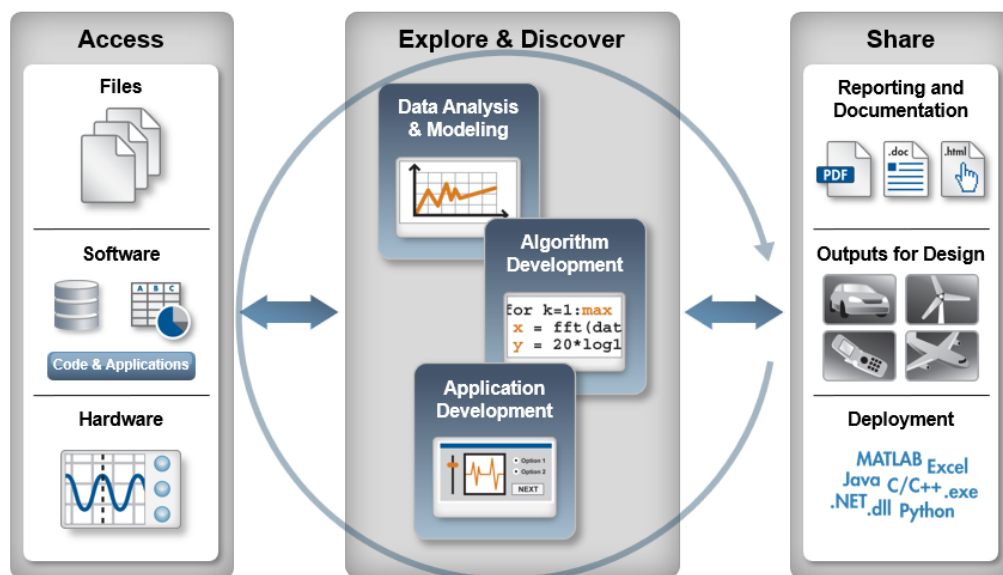 Access
Files
Software
A B C
Code & Applications
Hardware
Explore & Discover
Data Analysis
& Modeling
Algorithm
Development
for k=1:max
x = fft(dat
y = 20*log1
Application
Development
Option 1
Option 2
NEXT
Share
Reporting and
Documentation
PDF
.doc
.html
Outputs for Design
Deployment
MATLAB Excel
Java C/C++ .exe
.NET .dll Python